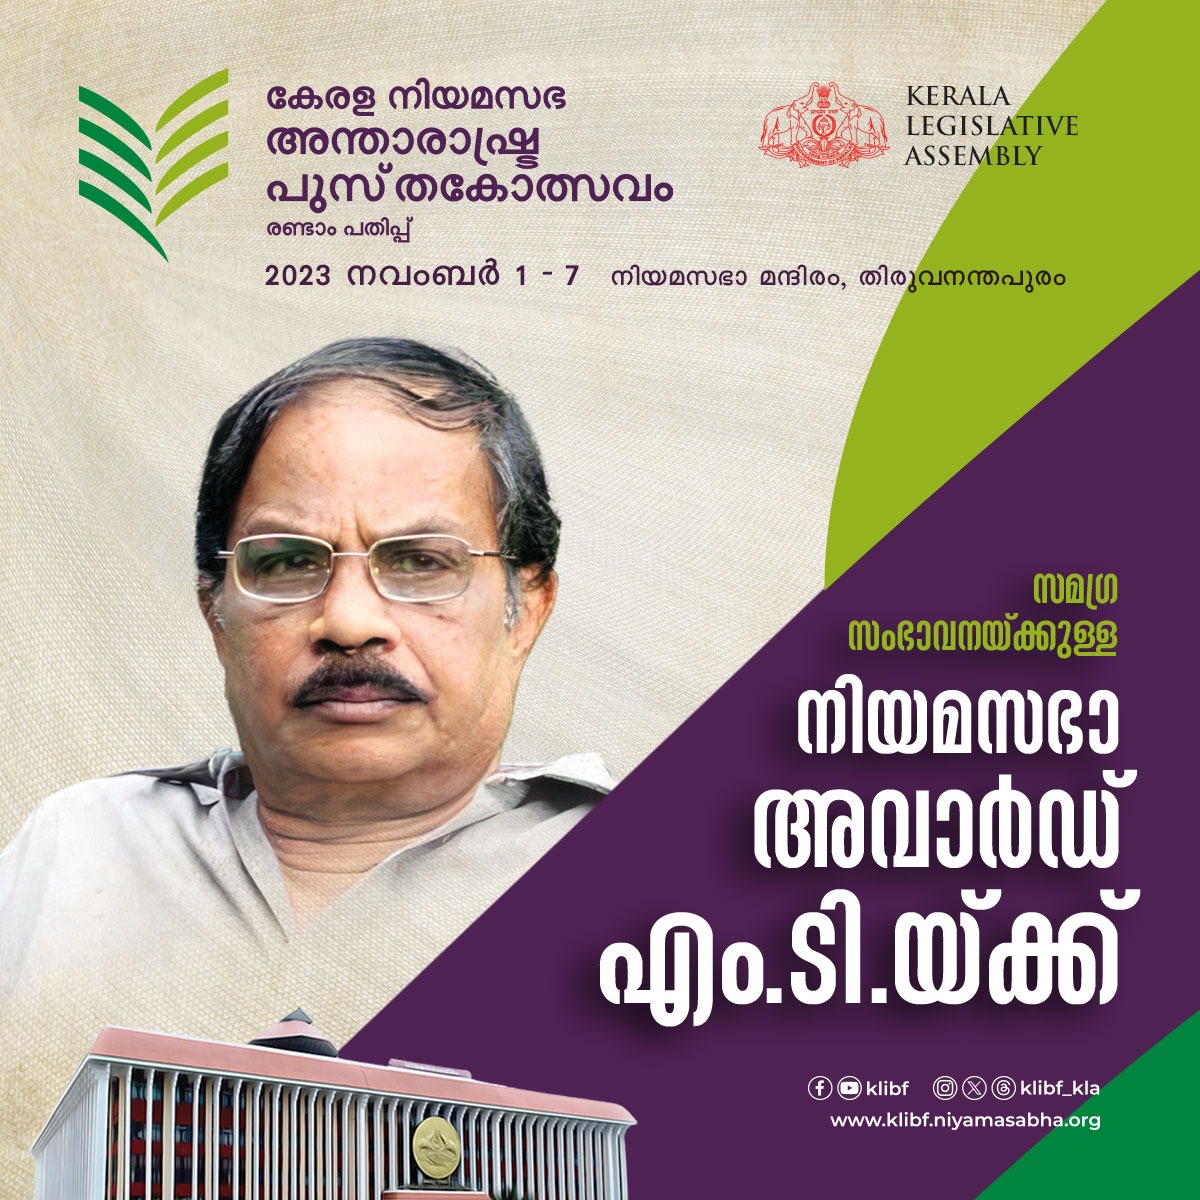 കേരള നിയമസഭ
അന്താരാഷ്ട്ര
പുസ്തകോത്സവം
രണ്ടാം പതിപ്പ്
2023 നവംബർ 1 - 7 നിയമസഭാ മന്ദിരം, തിരുവനന്തപുരം
KERALA
LEGISLATIVE
ASSEMBLY
സമഗ്ര
സംഭാവനയ്ക്കുള്ള
നിയമസഭാ
അവാർഡ്
എം.ടി.യ്ക്ക്
klibf klibf_kla
www.klibf.niyamasabha.org